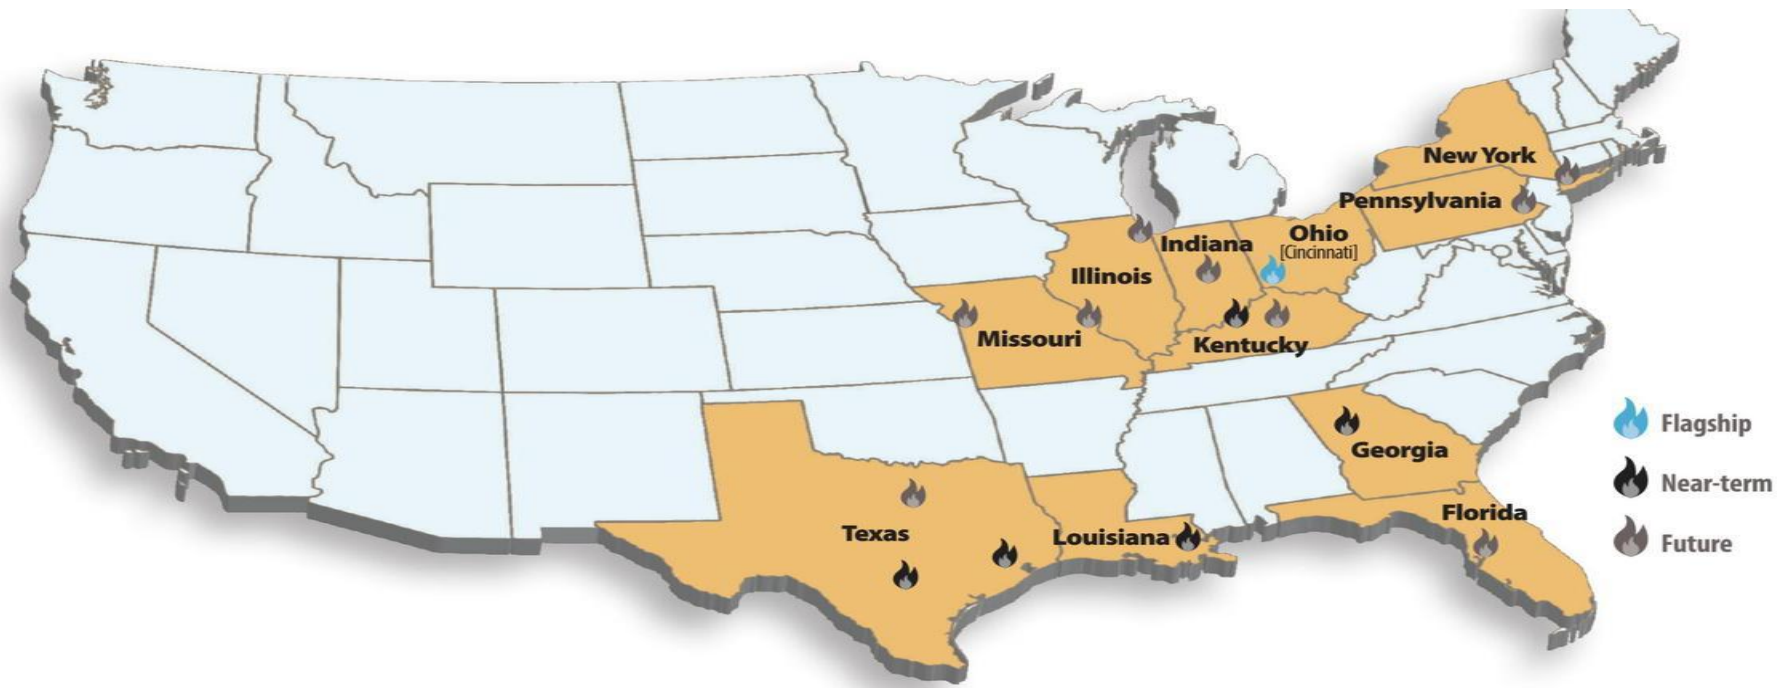 New York
Pennsylvania
Ohio
[Cincinnati]
Indiana
Illinois
Missouri
Kentucky
Georgia
Texas
Louisiana
Florida
Flagship
Near-term
Future